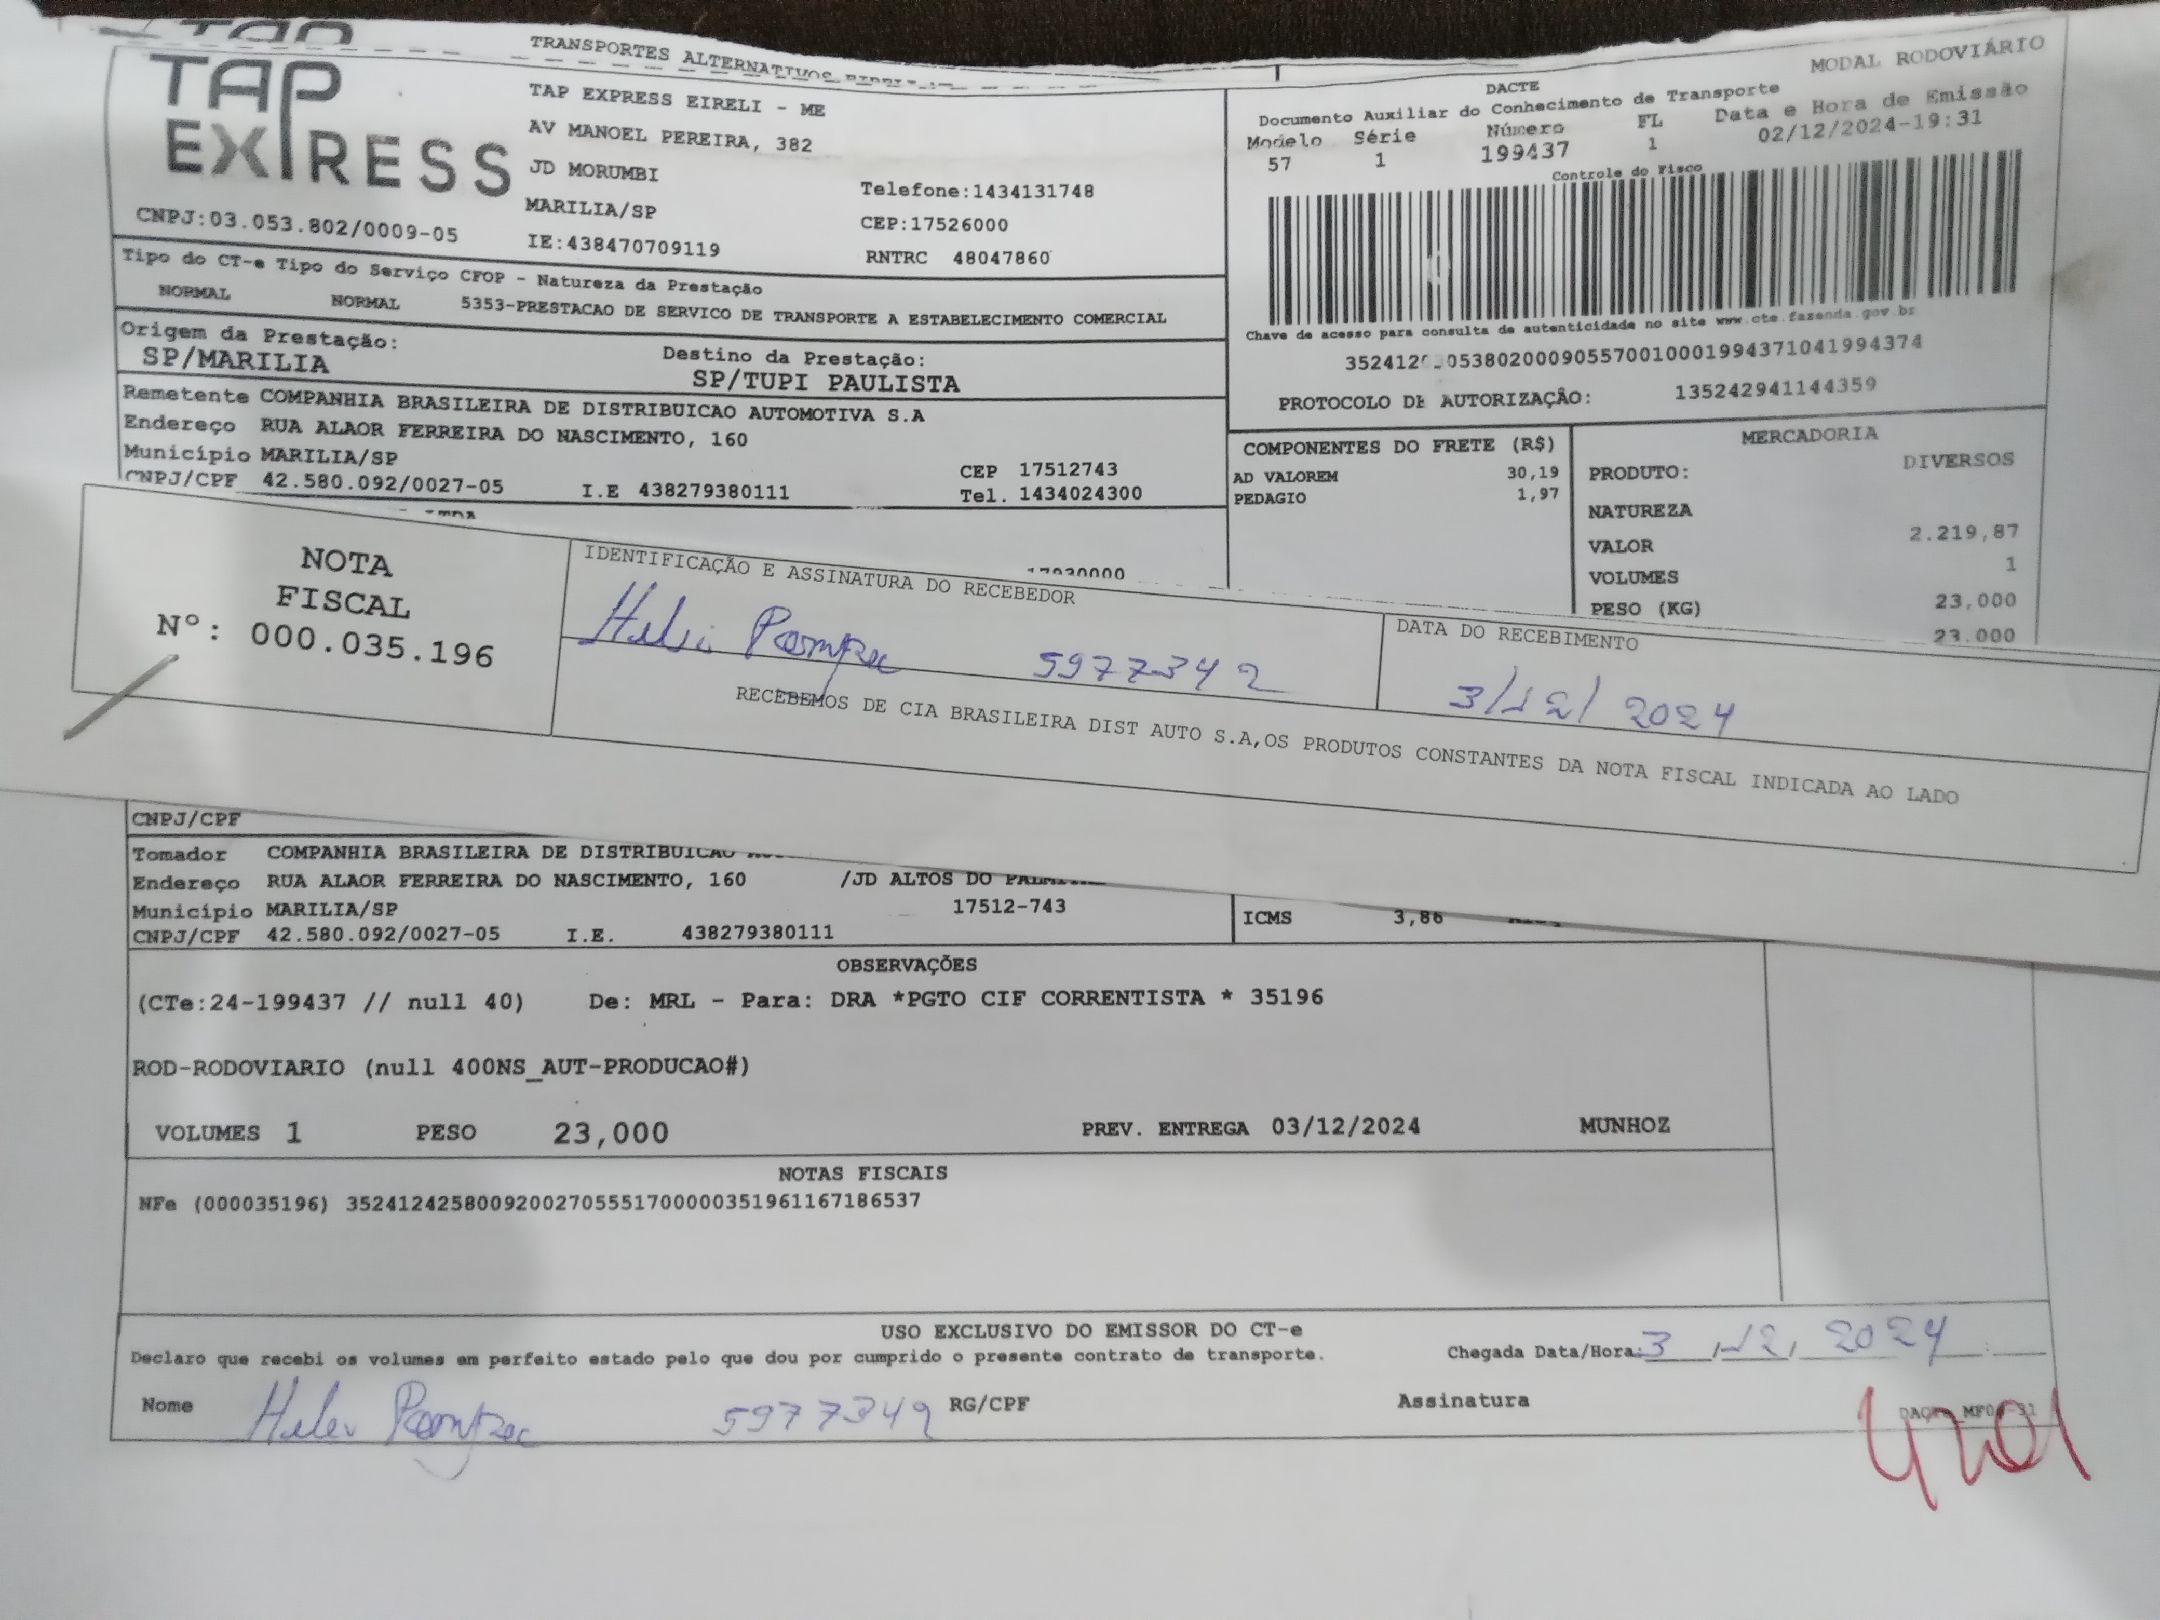 TRANSPORTES ALTERNATIVOS EIRELI
MODAL RODOVIÁRIO
TAP
EXPRESS
CNPJ:03.053.802/0009-05
TAP EXPRESS EIRELI - ME
AV MANOEL PEREIRA, 382
JD MORUMBI
MARILIA/SP
IE:438470709119
Telefone:1434131748
CEP:17526000
RNTRC 48047860
DACTE
Documento Auxiliar do Conhecimento de Transporte
Modelo Série Número FL Data e Hora de Emissão
57 1 199437 1 02/12/2024-19:31
Controle do Fisco
Chave de acesso para consulta de autenticidade no site www.cte.fazenda.gov.br
PROTOCOLO DE AUTORIZAÇÃO: 135242941144359
Tipo do CT-e Tipo do Serviço CFOP - Natureza da Prestação
NORMAL NORMAL 5353-PRESTACAO DE SERVICO DE TRANSPORTE A ESTABELECIMENTO COMERCIAL
Origem da Prestação: Destino da Prestação:
SP/MARILIA SP/TUPI PAULISTA
Remetente COMPANHIA BRASILEIRA DE DISTRIBUICAO AUTOMOTIVA S.A
Endereço RUA ALAOR FERREIRA DO NASCIMENTO, 160
Município MARILIA/SP CEP 17512743
CNPJ/CPF 42.580.092/0027-05 I.E 438279380111 Tel. 1434024300
COMPONENTES DO FRETE (R$)
AD VALOREM 30,19
PEDAGIO 1,97
MERCADORIA
PRODUTO: DIVERSOS
NATUREZA
VALOR 2.219,87
VOLUMES 1
PESO (KG) 23,000
23.000
NOTA
FISCAL
Nº: 000.035.196
IDENTIFICAÇÃO E ASSINATURA DO RECEBEDOR
5977342
DATA DO RECEBIMENTO
3/12/2024
RECEBEMOS DE CIA BRASILEIRA DIST AUTO S.A,OS PRODUTOS CONSTANTES DA NOTA FISCAL INDICADA AO LADO
CNPJ/CPF
Tomador COMPANHIA BRASILEIRA DE DISTRIBUICAO
Endereço RUA ALAOR FERREIRA DO NASCIMENTO, 160 /JD ALTOS DO
Município MARILIA/SP 17512-743
CNPJ/CPF 42.580.092/0027-05 I.E. 438279380111
ICMS 3,86
OBSERVAÇÕES
(CTe:24-199437 // null 40) De: MRL - Para: DRA *PGTO CIF CORRENTISTA * 35196
ROD-RODOVIARIO (null 400NS_AUT-PRODUCAO#)
VOLUMES 1 PESO 23,000 PREV. ENTREGA 03/12/2024 MUNHOZ
NOTAS FISCAIS
NFe (000035196) 35241242580092002705551700000351961167186537
USO EXCLUSIVO DO EMISSOR DO CT-e
Declaro que recebi os volumes em perfeito estado pelo que dou por cumprido o presente contrato de transporte. Chegada Data/Hora: 3/12/2024
Nome 5977342 RG/CPF Assinatura